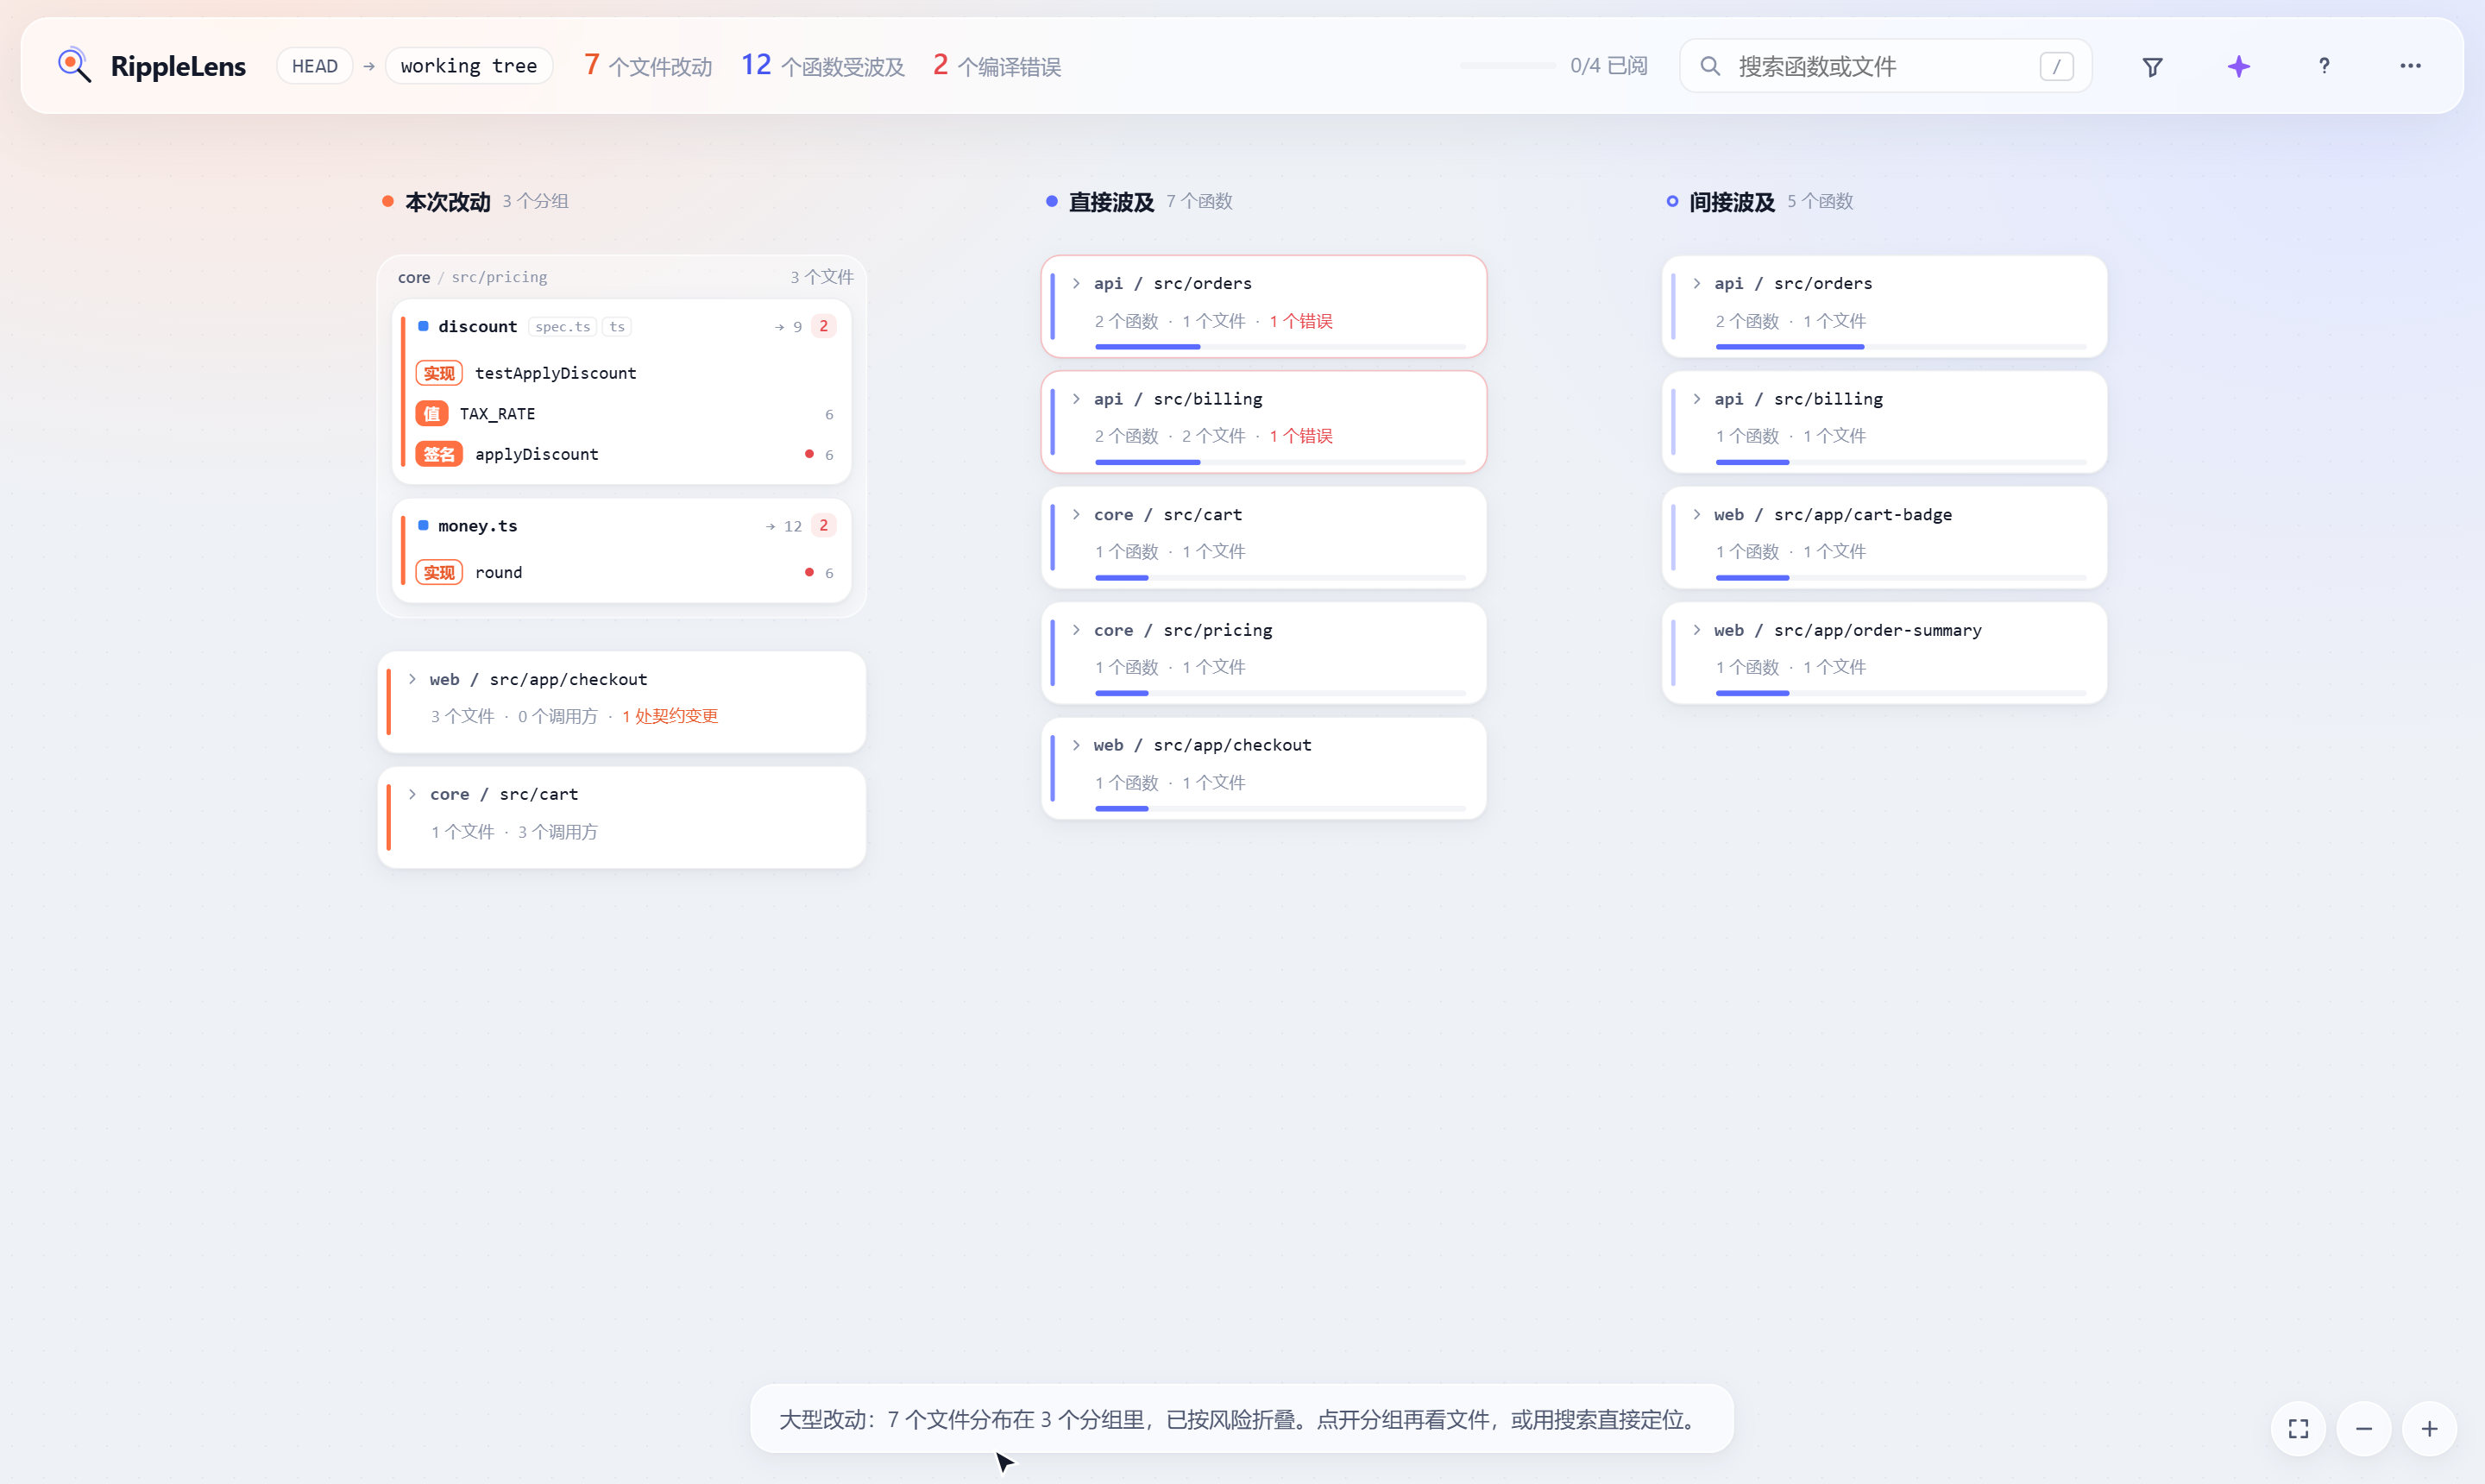 RippleLens HEAD → working tree 7 个文件改动 12 个函数受波及 2 个编译错误 0/4 已阅 搜索函数或文件 / ? ···
本次改动 3 个分组
core / src/pricing 3 个文件
discount spec.ts ts → 9 2
实现 testApplyDiscount
值 TAX_RATE 6
签名 applyDiscount 6
money.ts → 12 2
实现 round 6
web / src/app/checkout
3 个文件 · 0 个调用方 · 1 处契约变更
core / src/cart
1 个文件 · 3 个调用方
直接波及 7 个函数
api / src/orders
2 个函数 · 1 个文件 · 1 个错误
api / src/billing
2 个函数 · 2 个文件 · 1 个错误
core / src/cart
1 个函数 · 1 个文件
core / src/pricing
1 个函数 · 1 个文件
web / src/app/checkout
1 个函数 · 1 个文件
间接波及 5 个函数
api / src/orders
2 个函数 · 1 个文件
api / src/billing
1 个函数 · 1 个文件
web / src/app/cart-badge
1 个函数 · 1 个文件
web / src/app/order-summary
1 个函数 · 1 个文件
大型改动：7 个文件分布在 3 个分组里，已按风险折叠。点开分组再看文件，或用搜索直接定位。